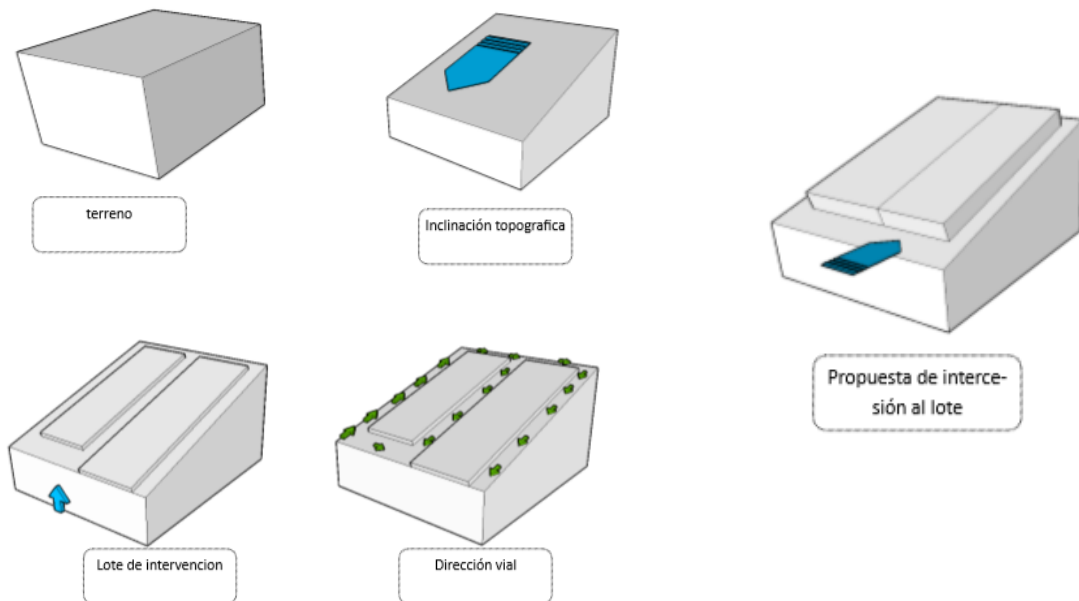 terreno
Inclinación topografica
Propuesta de interce-
sión al lote
Lote de intervencion
Dirección vial